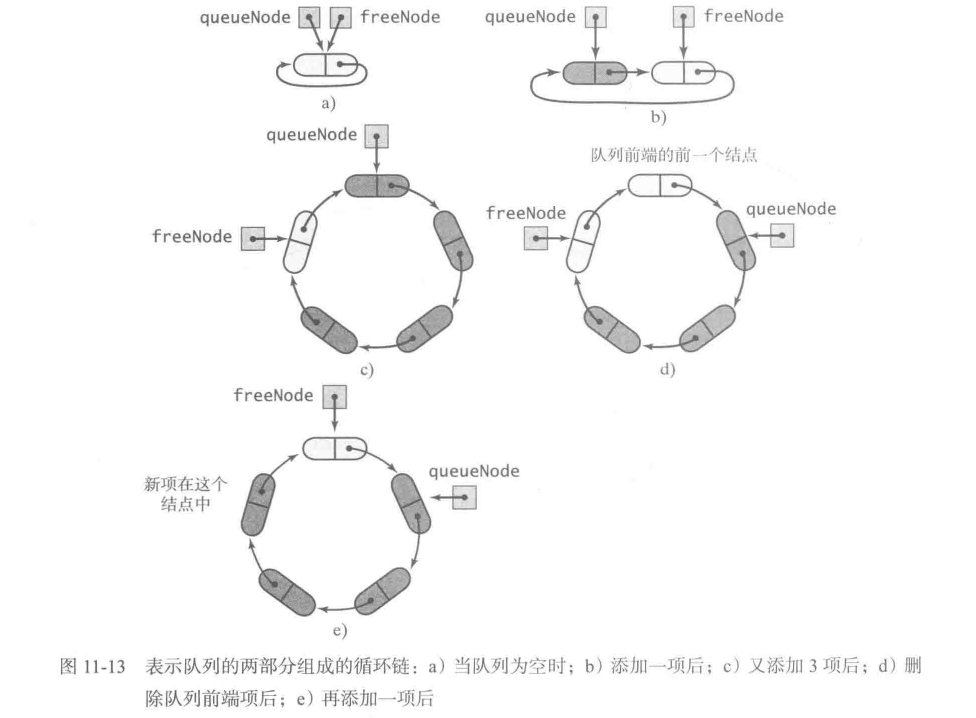 queueNode freeNode
a)
queueNode freeNode
b)
queueNode
freeNode
c)
队列前端的前一个结点
freeNode
queueNode
d)
freeNode
queueNode
新项在这个
结点中
e)
图 11-13 表示队列的两部分组成的循环链：a）当队列为空时；b）添加一项后；c）又添加 3 项后；d）删
除队列前端项后；e）再添加一项后